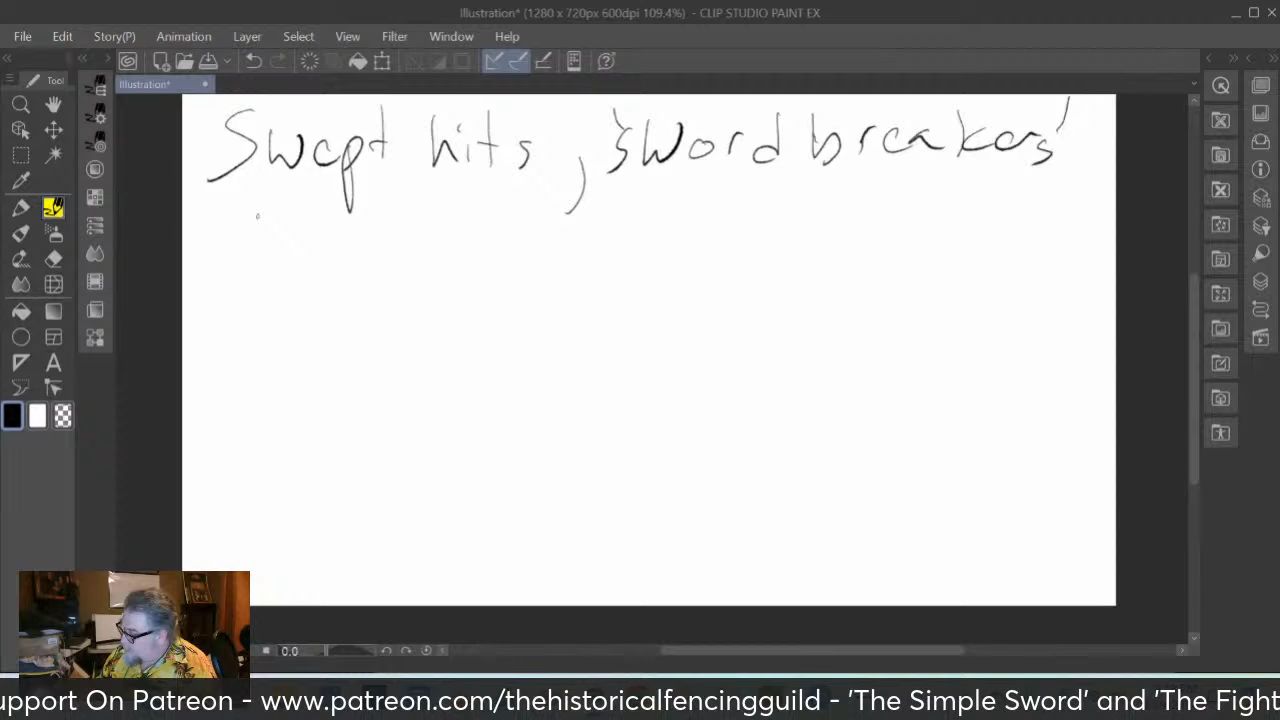 Illustration* (1280 x 720px 600dpi 109.4%) - CLIP STUDIO PAINT EX
File Edit Story(P) Animation Layer Select View Filter Window Help
Tool
Illustration*
Swept hits, 'sword breakers'
0.0
upport On Patreon - www.patreon.com/thehistoricalfencingguild - 'The Simple Sword' and 'The Fight